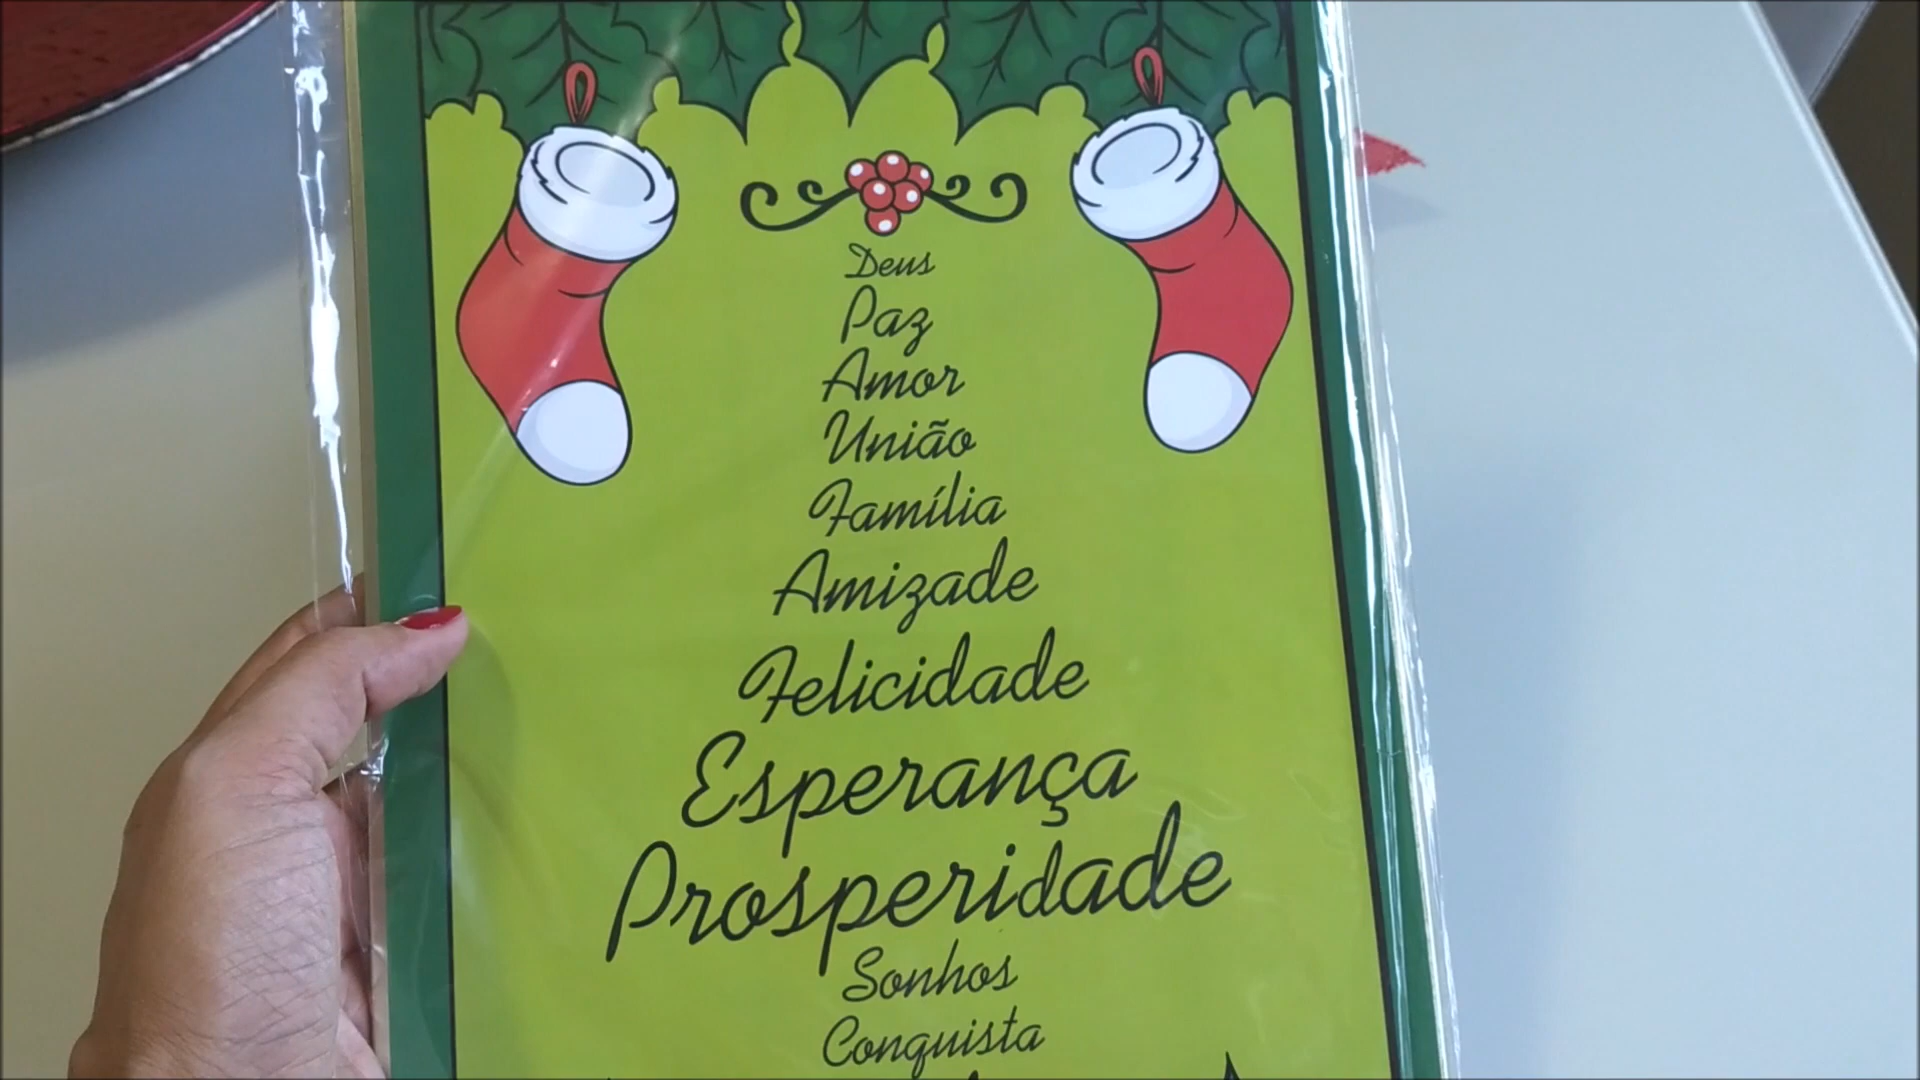 Deus
Paz
Amor
União
Família
Amizade
Felicidade
Esperança
Prosperidade
Sonhos
Conquista